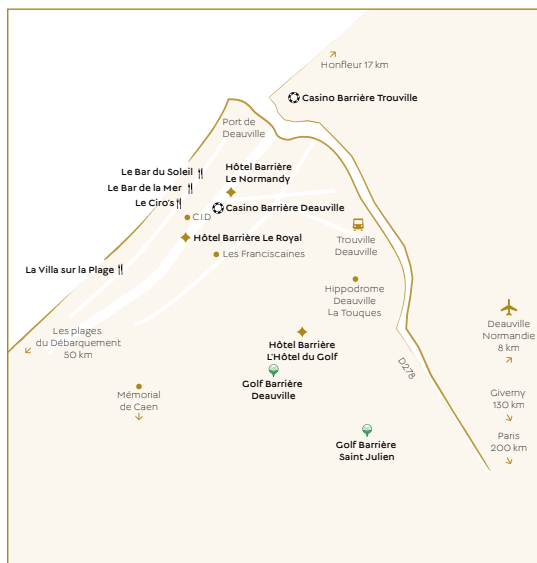 Honfleur 17 km
Casino Barrière Trouville
Port de
Deauville
Le Bar du Soleil
Hôtel Barrière
Le Normandy
Le Bar de la Mer
Le Ciro's
Casino Barrière Deauville
C.I.D
Hôtel Barrière Le Royal
Trouville
Deauville
Les Franciscaines
La Villa sur la Plage
Hippodrome
Deauville
La Touques
Les plages
du Débarquement
50 km
Deauville
Normandie
8 km
Hôtel Barrière
L'Hôtel du Golf
D278
Golf Barrière
Deauville
Mémorial
de Caen
Giverny
130 km
Golf Barrière
Saint Julien
Paris
200 km